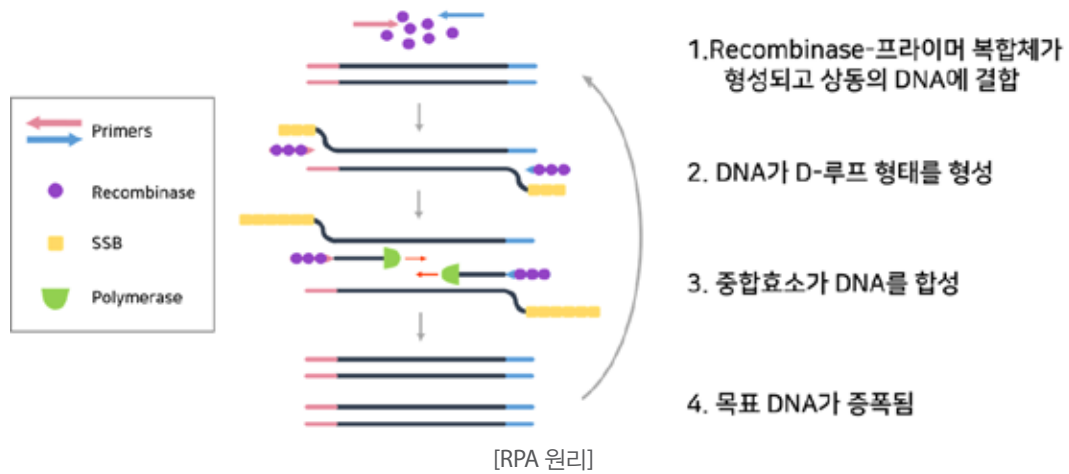 Primers
Recombinase
SSB
Polymerase
1.Recombinase-프라이머 복합체가
형성되고 상동의 DNA에 결합
2. DNA가 D-루프 형태를 형성
3. 중합효소가 DNA를 합성
4. 목표 DNA가 증폭됨
[RPA 원리]